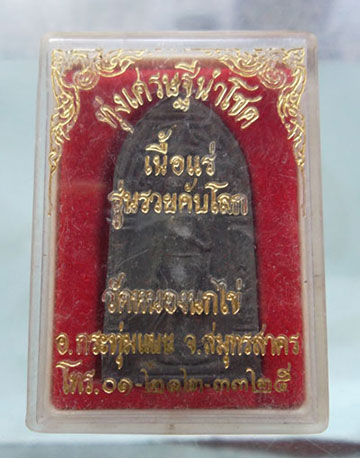 ทุ่งเศรษฐีนำโชค
เนื้อแร่
รุ่นรวยคับโลก
วัดหนองนกไข่
อ.กระทุ่มแบน จ.สมุทรสาคร
โทร. ๐๑-๒๑๒-๓๓๒๕